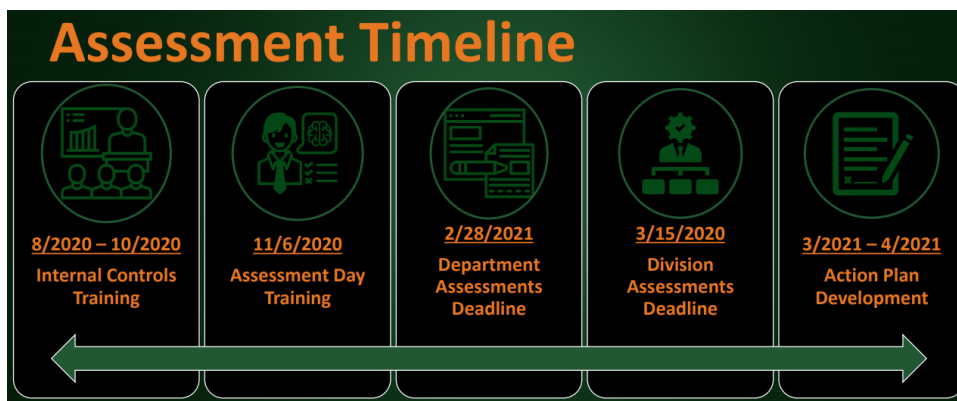 Assessment Timeline
8/2020 – 10/2020
Internal Controls
Training
11/6/2020
Assessment Day
Training
2/28/2021
Department
Assessments
Deadline
3/15/2020
Division
Assessments
Deadline
3/2021 – 4/2021
Action Plan
Development